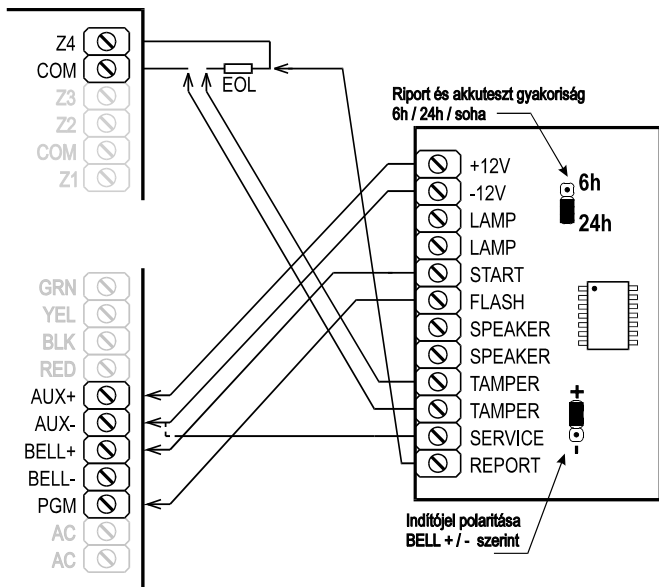 Z4
COM
Z3
Z2
COM
Z1
EOL
GRN
YEL
BLK
RED
AUX+
AUX-
BELL+
BELL-
PGM
AC
AC
Riport és akkuteszt gyakoriság
6h / 24h / soha
+12V
-12V
LAMP
LAMP
START
FLASH
SPEAKER
SPEAKER
TAMPER
TAMPER
SERVICE
REPORT
6h
24h
+
-
Indítójel polaritása
BELL + / - szerint